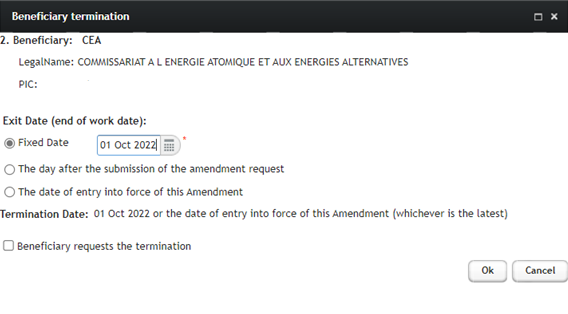 Beneficiary termination
2. Beneficiary: CEA
LegalName: COMMISSARIAT A L ENERGIE ATOMIQUE ET AUX ENERGIES ALTERNATIVES
PIC:
Exit Date (end of work date):
Fixed Date 01 Oct 2022 *
The day after the submission of the amendment request
The date of entry into force of this Amendment
Termination Date: 01 Oct 2022 or the date of entry into force of this Amendment (whichever is the latest)
Beneficiary requests the termination
Ok Cancel